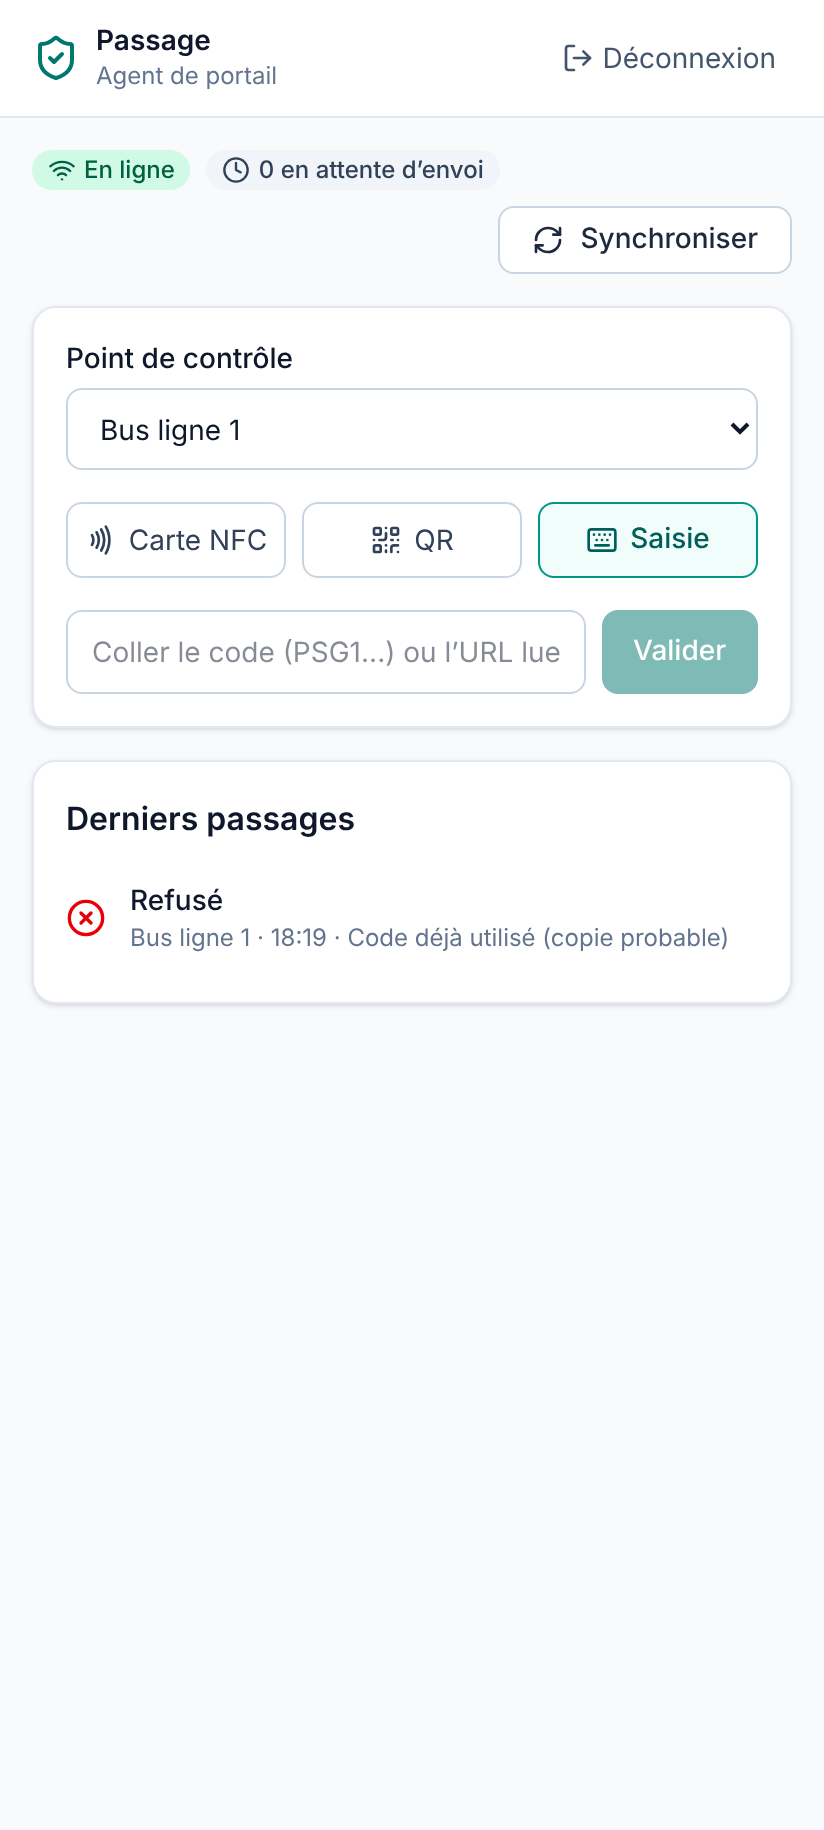 Passage
Agent de portail
Déconnexion
En ligne
0 en attente d’envoi
Synchroniser
Point de contrôle
Bus ligne 1
Carte NFC
QR
Saisie
Coller le code (PSG1...) ou l’URL lue
Valider
Derniers passages
Refusé
Bus ligne 1 · 18:19 · Code déjà utilisé (copie probable)